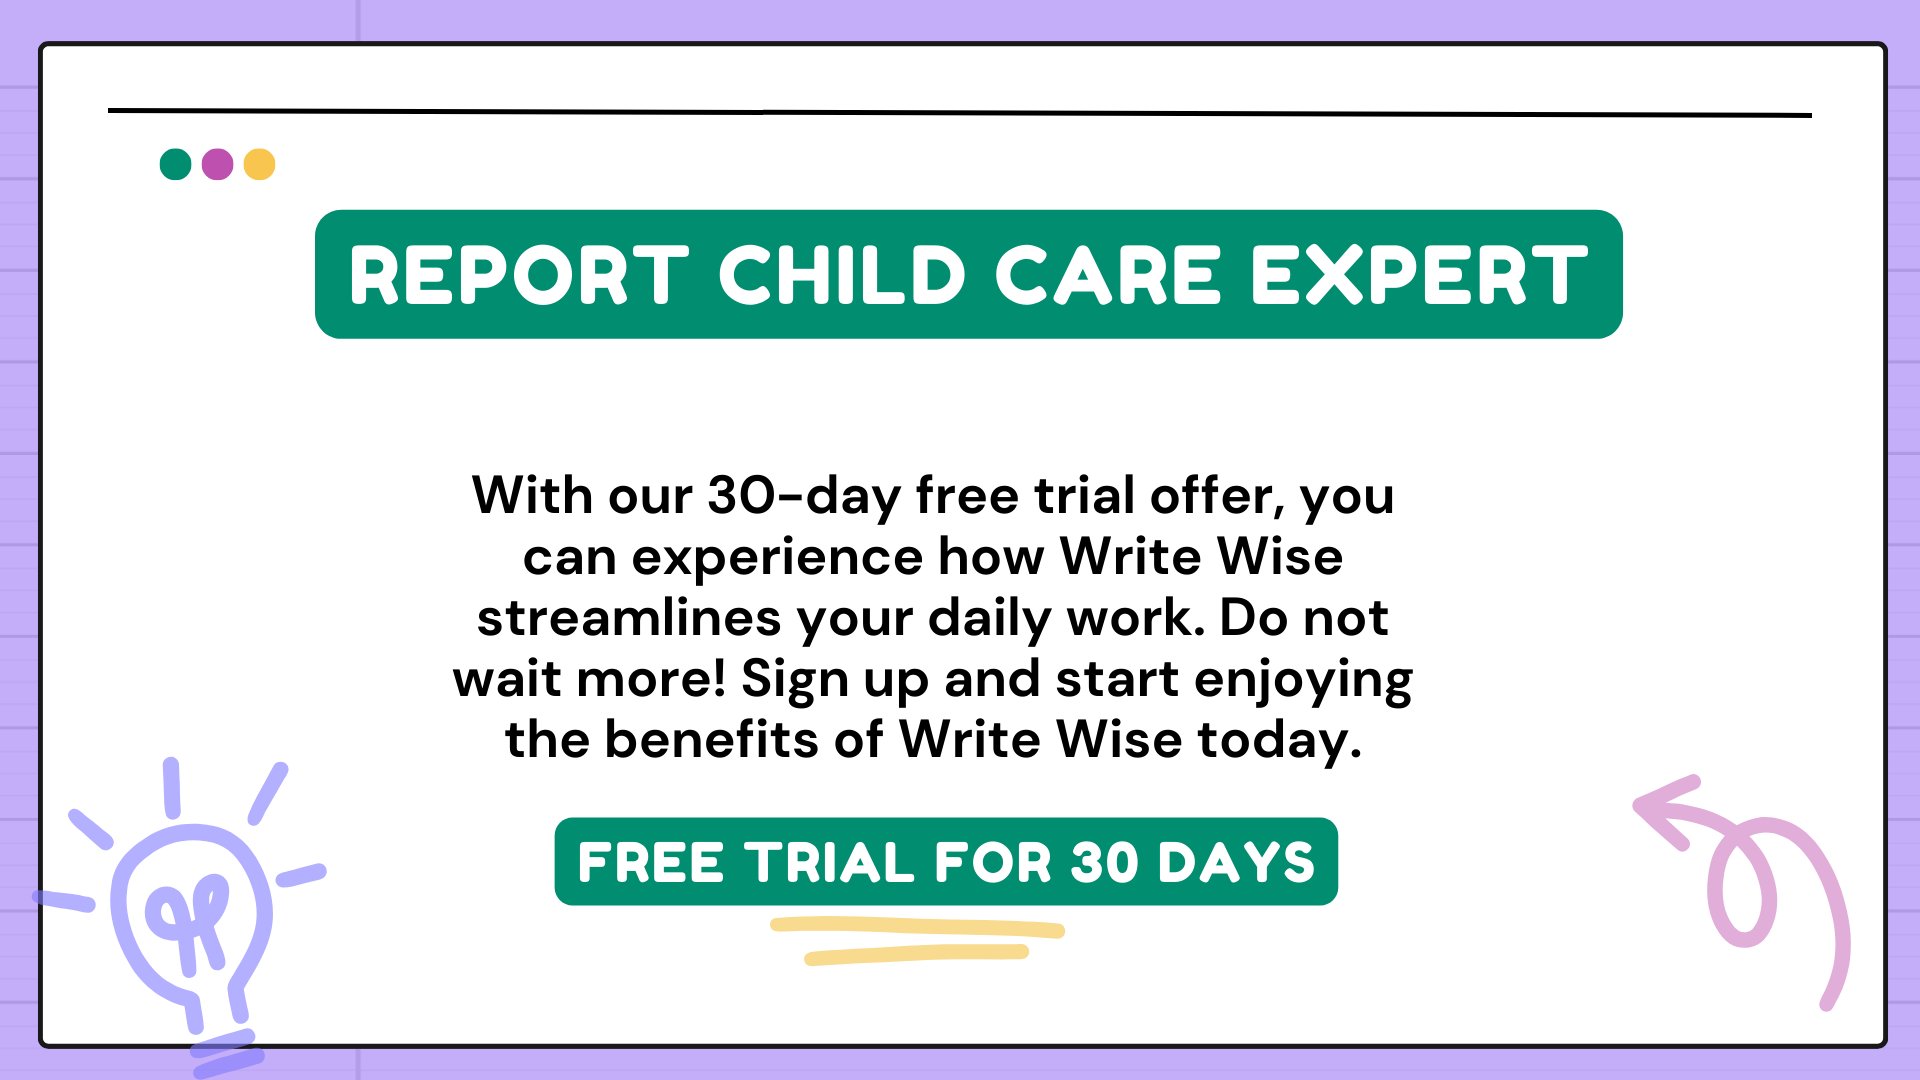 REPORT CHILD CARE EXPERT
With our 30-day free trial offer, you
can experience how Write Wise
streamlines your daily work. Do not
wait more! Sign up and start enjoying
the benefits of Write Wise today.
FREE TRIAL FOR 30 DAYS